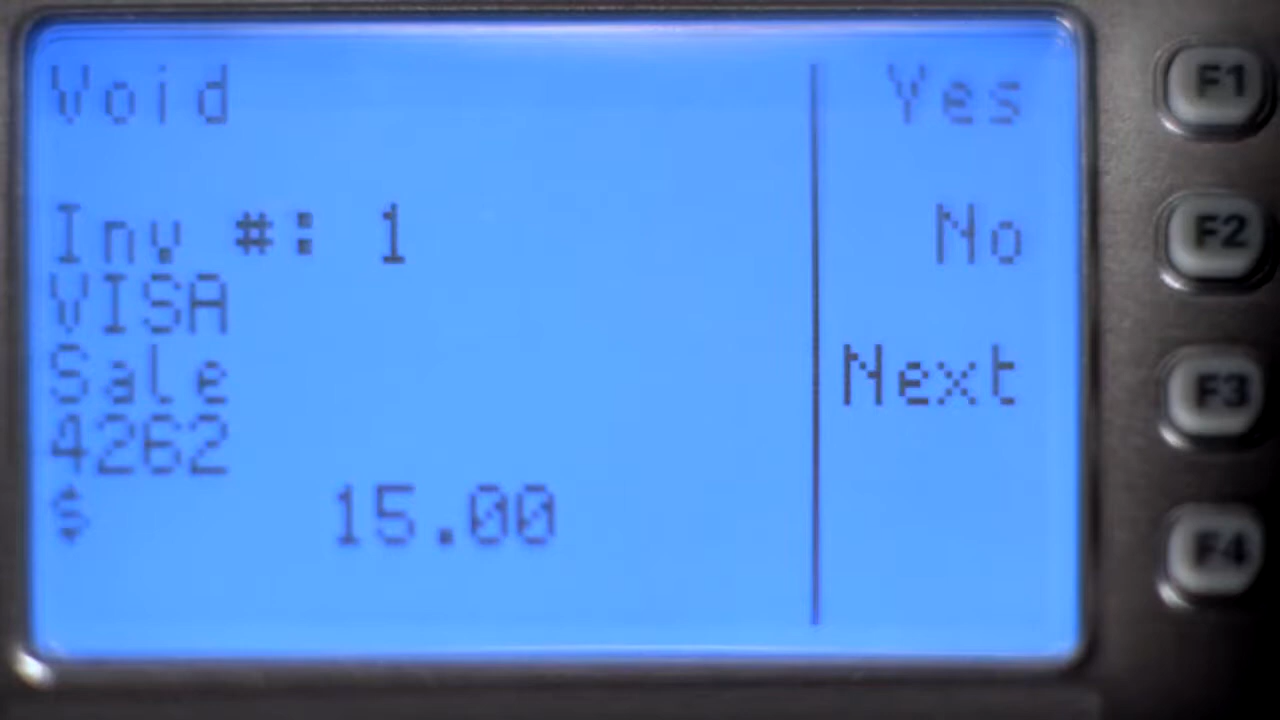 Void Yes F1
Inv #: 1 No F2
VISA
Sale Next F3
4262
$ 15.00 F4